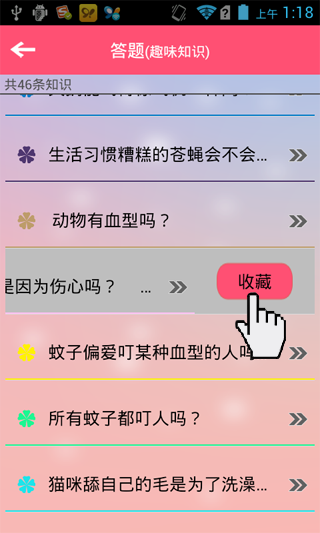 上午 1:18
答题(趣味知识)
共46条知识
生活习惯糟糕的苍蝇会不会...
动物有血型吗？
是因为伤心吗？ ...
收藏
蚊子偏爱叮某种血型的人吗
所有蚊子都叮人吗？
猫咪舔自己的毛是为了洗澡...